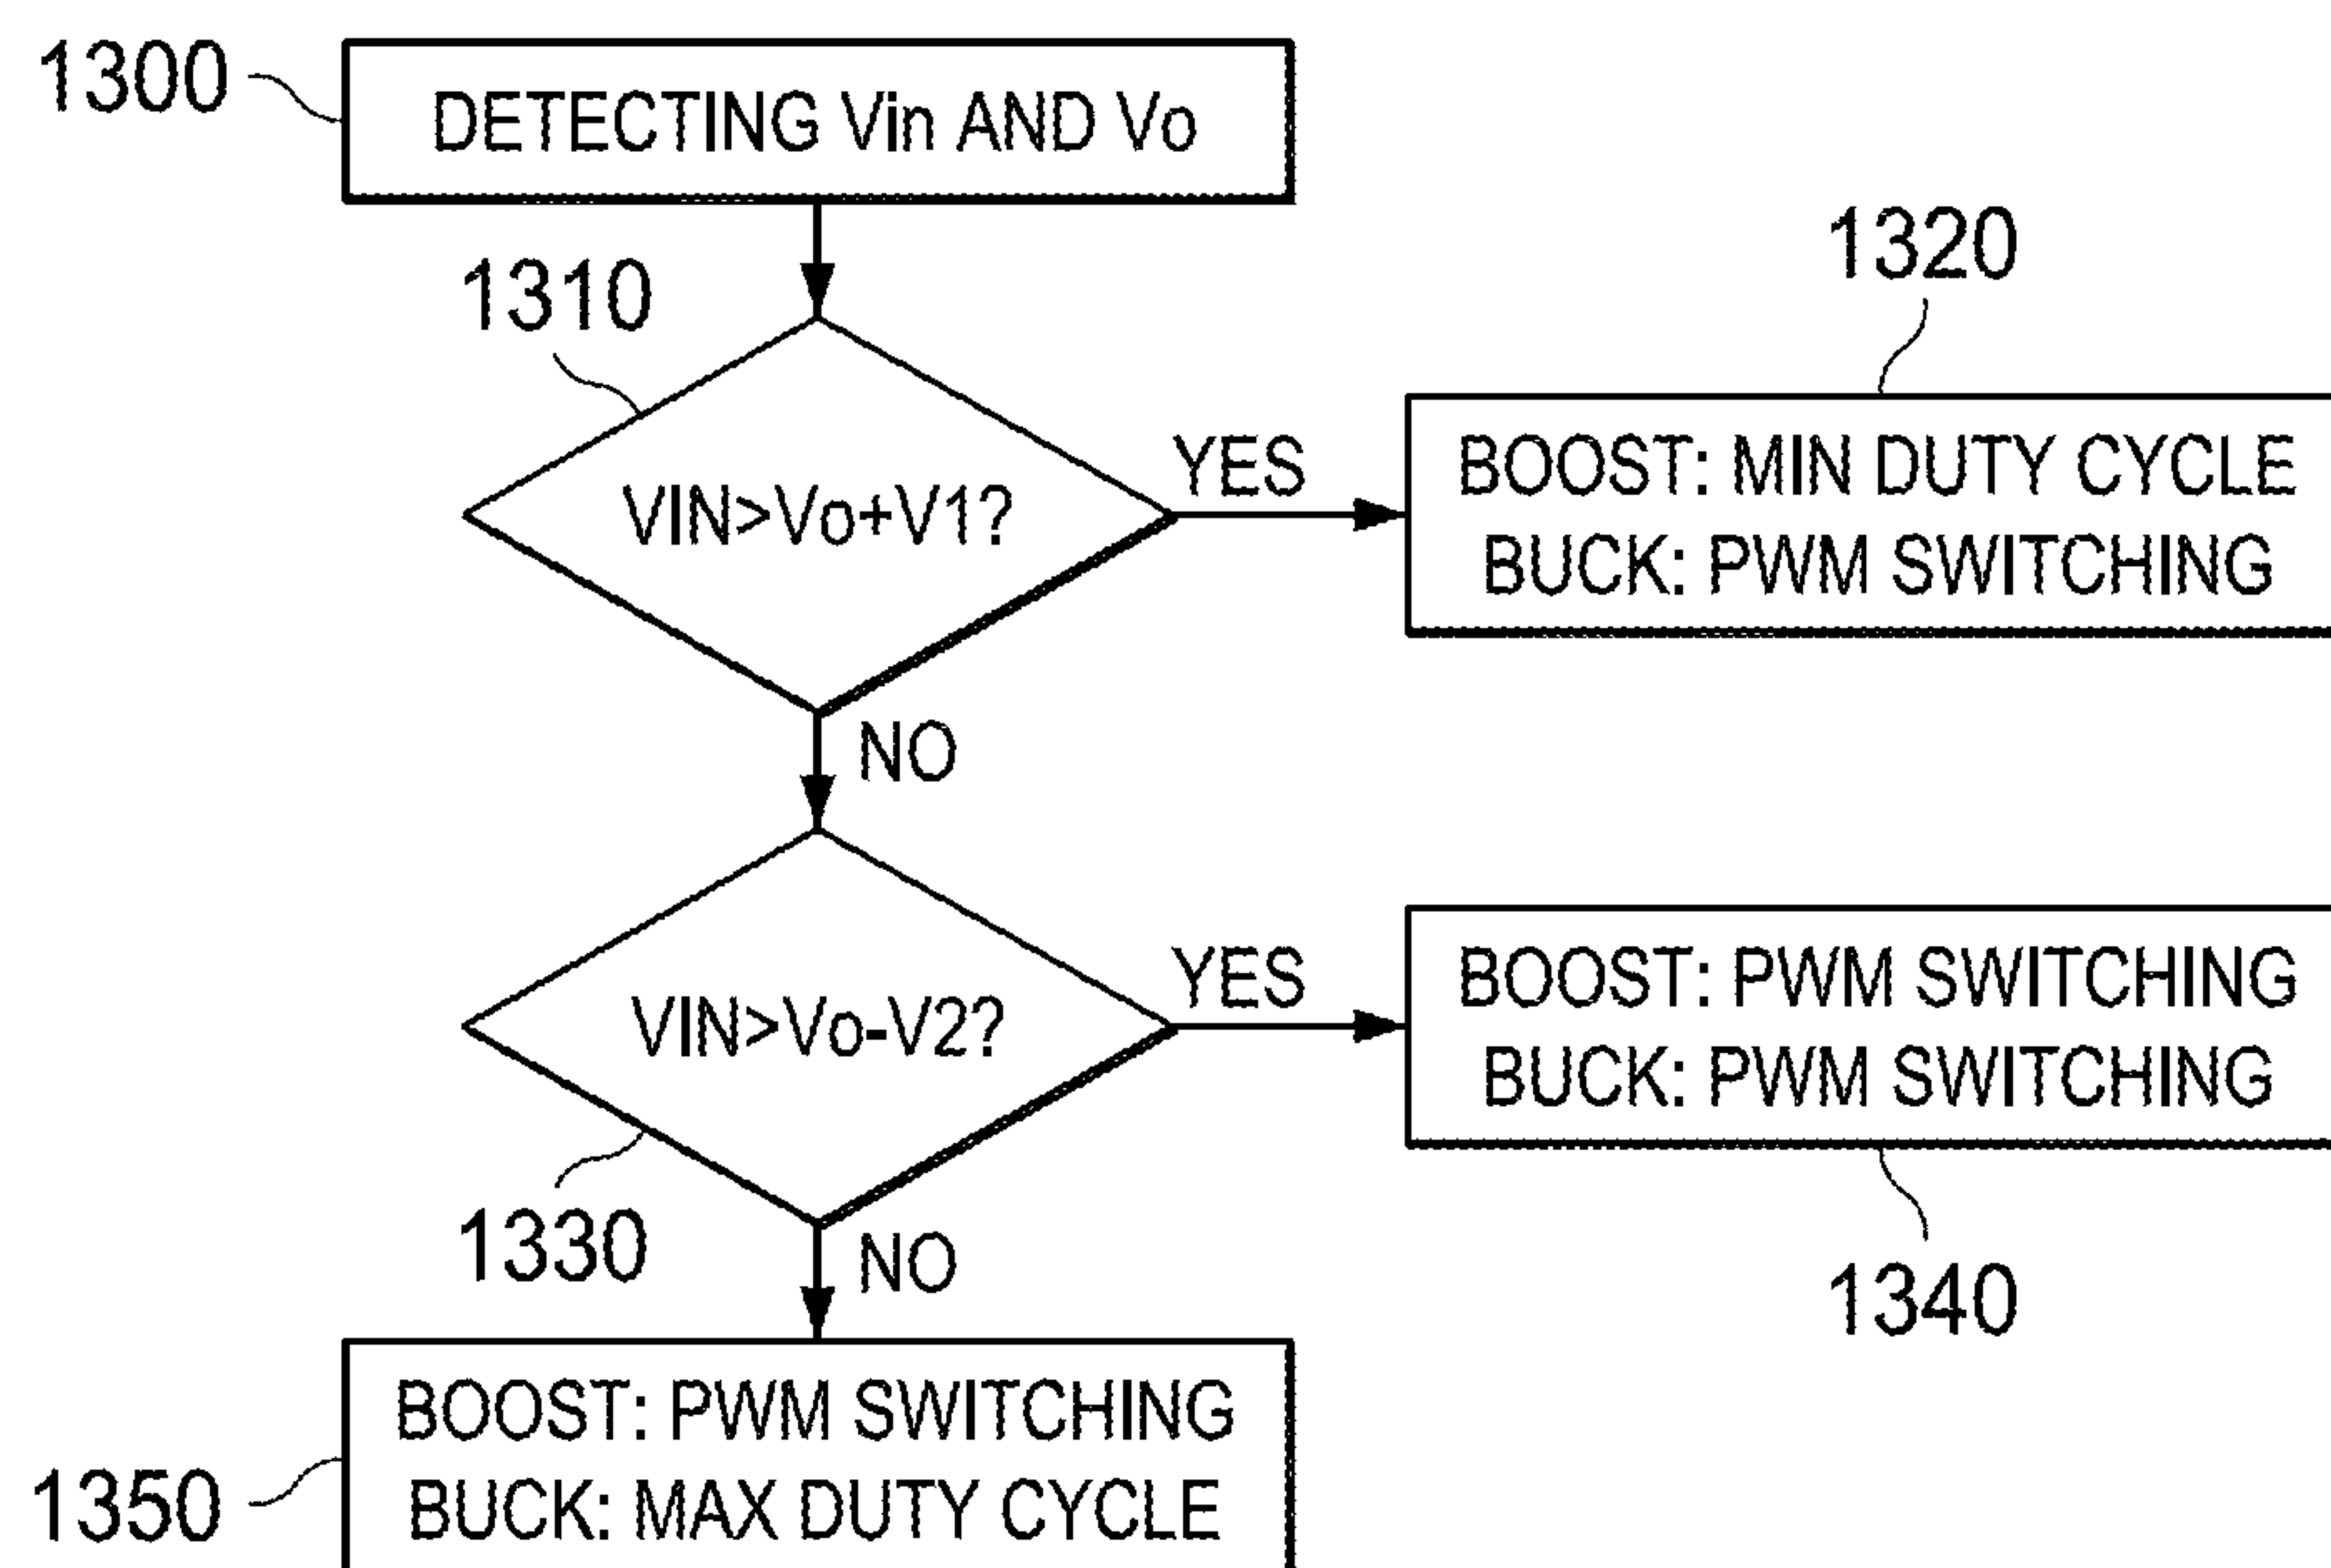 1300
DETECTING Vin AND Vo
1310
VIN>Vo+V1?
YES
1320
BOOST: MIN DUTY CYCLE
BUCK: PWM SWITCHING
NO
1330
VIN>Vo-V2?
YES
BOOST: PWM SWITCHING
BUCK: PWM SWITCHING
1340
NO
1350
BOOST: PWM SWITCHING
BUCK: MAX DUTY CYCLE